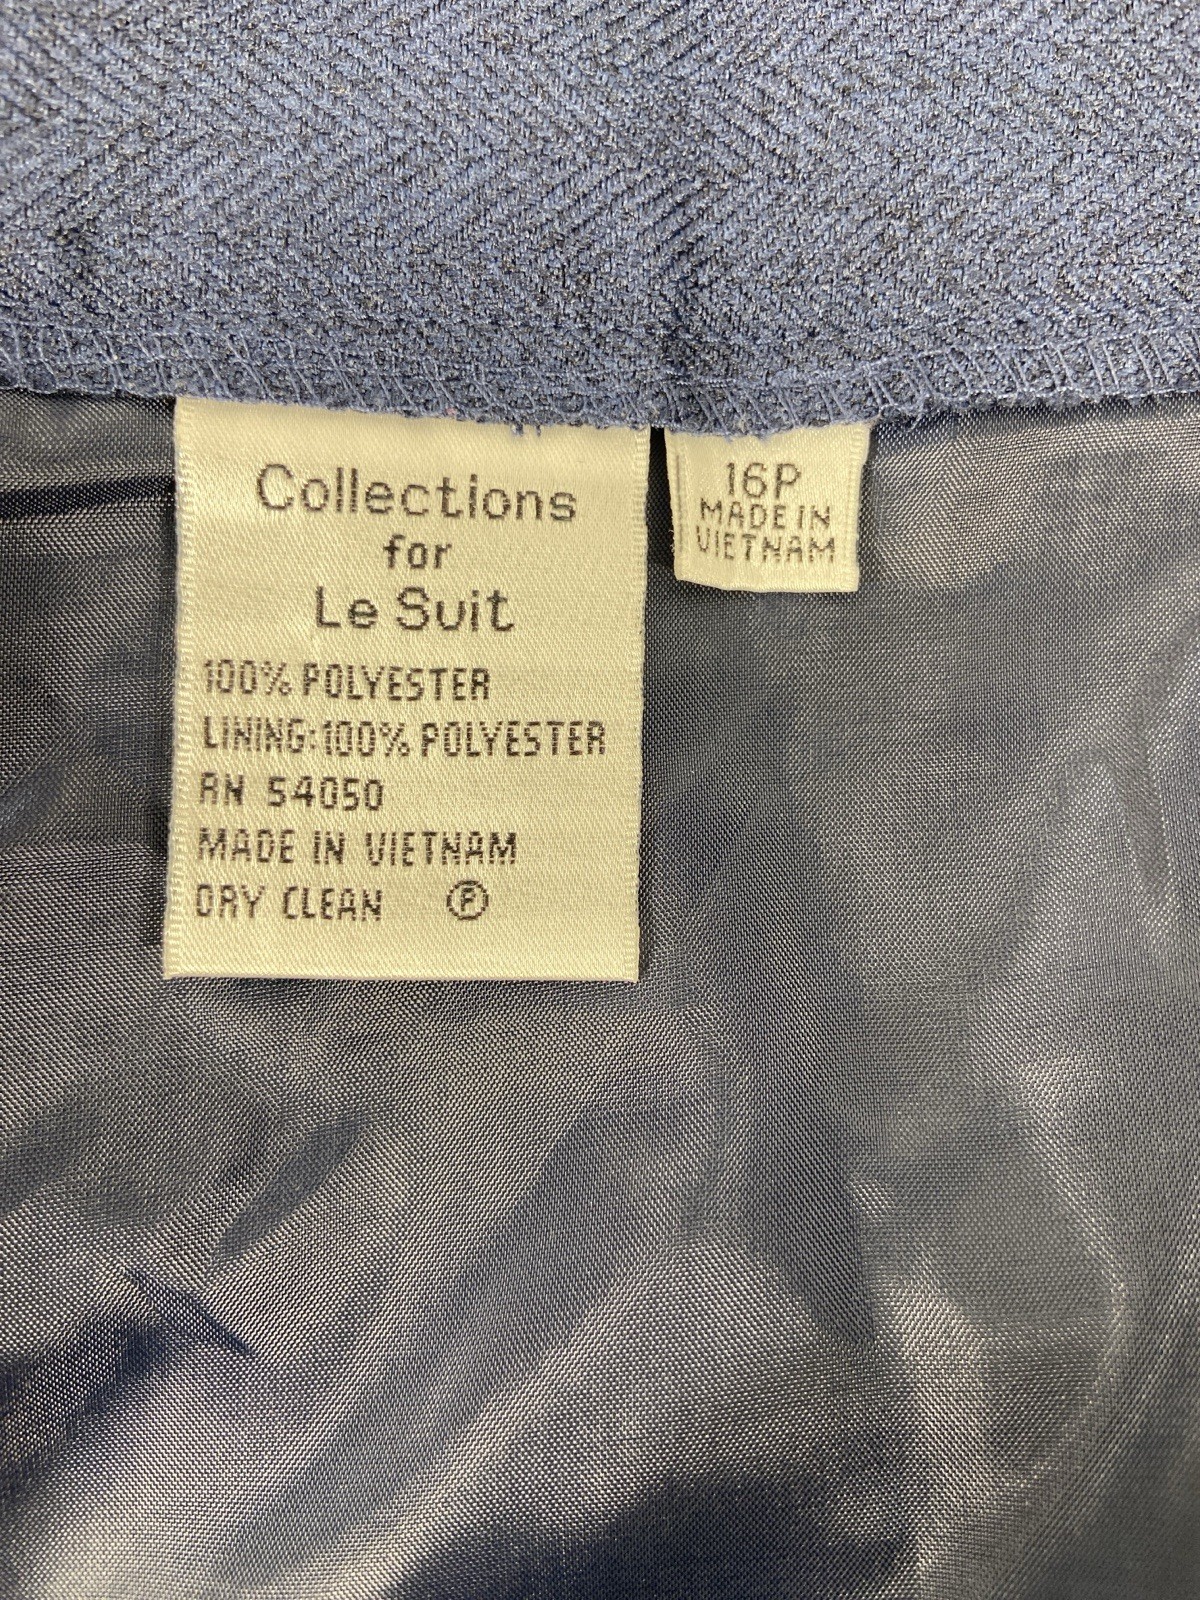 Collections
for
Le Suit
100% POLYESTER
LINING:100% POLYESTER
RN 54050
MADE IN VIETNAM
DRY CLEAN Ⓟ
16P
MADE IN
VIETNAM